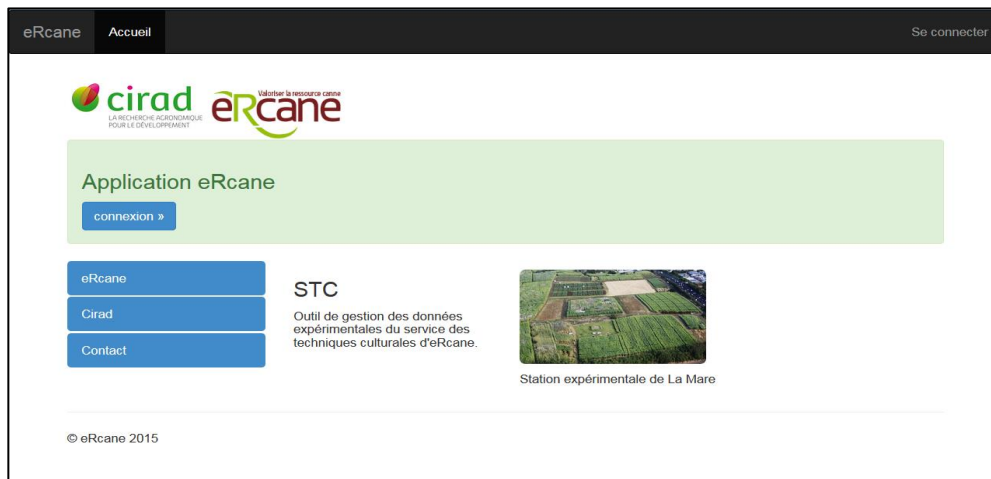 eRcane
Accueil
Se connecter
cirad
LA RECHERCHE AGRONOMIQUE
POUR LE DÉVELOPPEMENT
Valoriser la ressource canne
eRcane
Application eRcane
connexion »
eRcane
Cirad
Contact
STC
Outil de gestion des données
expérimentales du service des
techniques culturales d'eRcane.
Station expérimentale de La Mare
© eRcane 2015